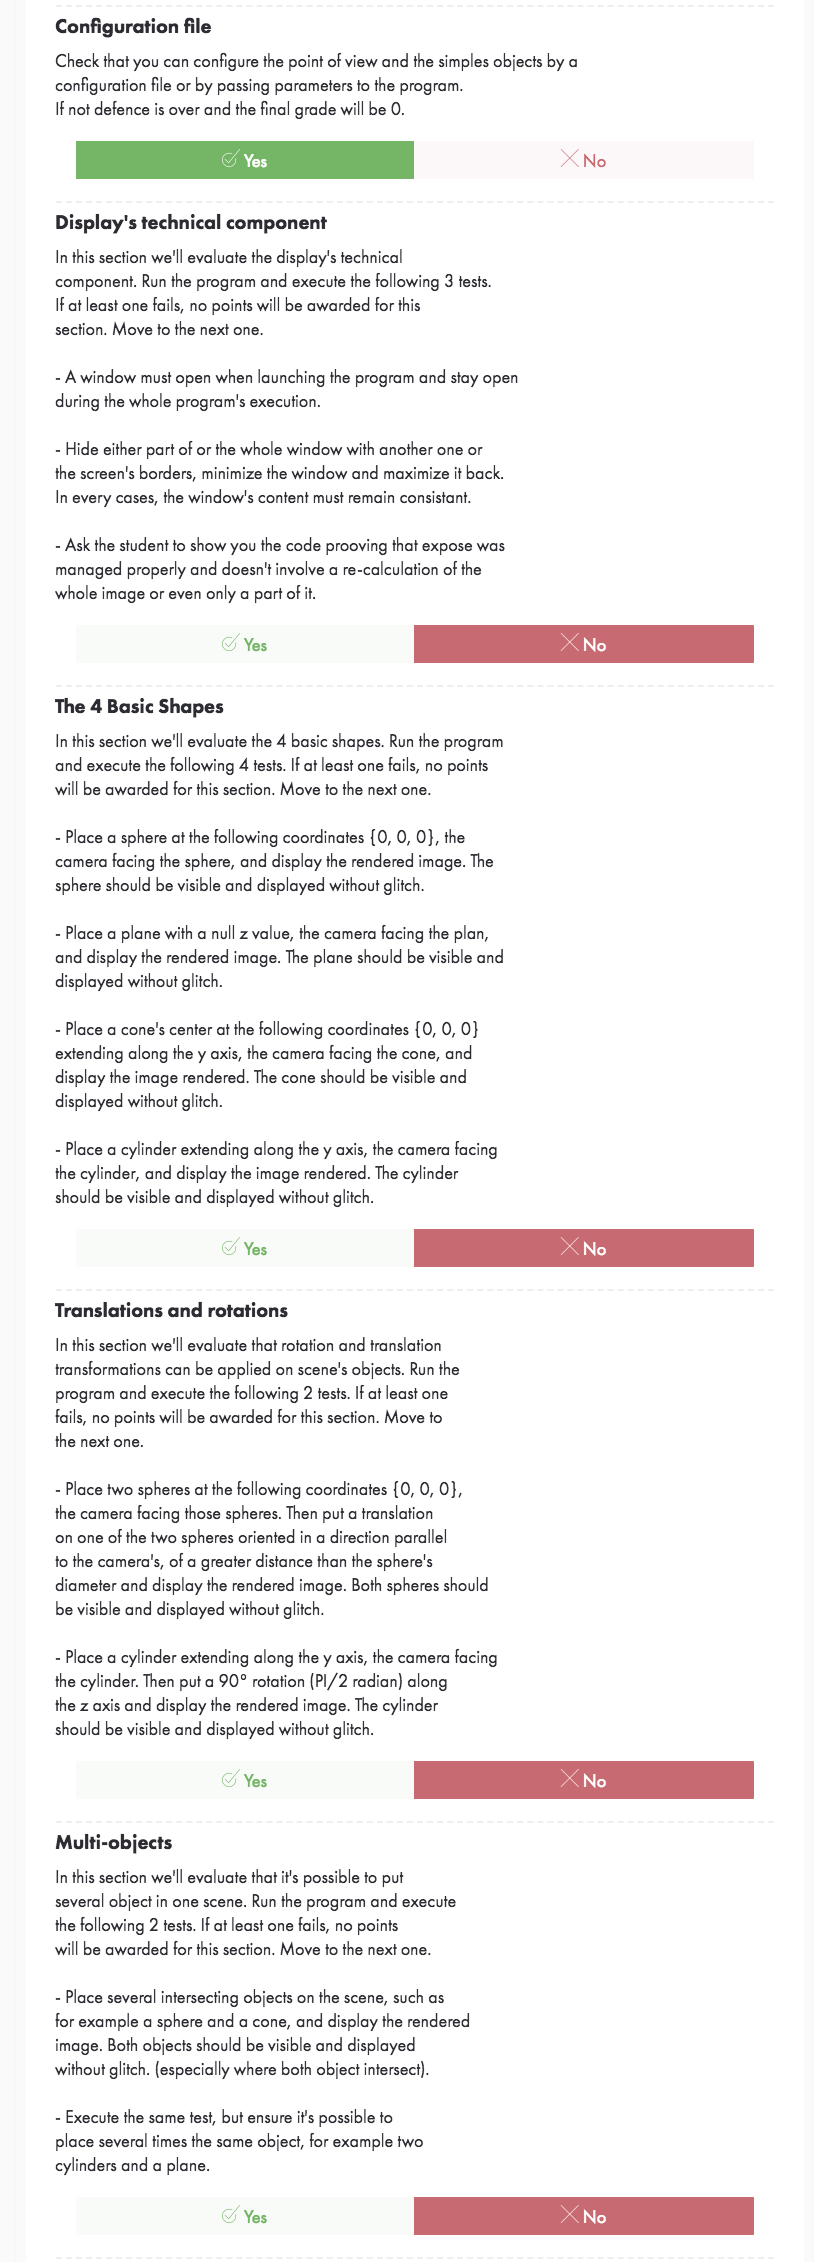 Configuration file
Check that you can configure the point of view and the simples objects by a
configuration file or by passing parameters to the program.
If not defence is over and the final grade will be 0.
Yes
No
Display's technical component
In this section we'll evaluate the display's technical
component. Run the program and execute the following 3 tests.
If at least one fails, no points will be awarded for this
section. Move to the next one.
- A window must open when launching the program and stay open
during the whole program's execution.
- Hide either part of or the whole window with another one or
the screen's borders, minimize the window and maximize it back.
In every cases, the window's content must remain consistant.
- Ask the student to show you the code prooving that expose was
managed properly and doesn't involve a re-calculation of the
whole image or even only a part of it.
Yes
No
The 4 Basic Shapes
In this section we'll evaluate the 4 basic shapes. Run the program
and execute the following 4 tests. If at least one fails, no points
will be awarded for this section. Move to the next one.
- Place a sphere at the following coordinates {0, 0, 0}, the
camera facing the sphere, and display the rendered image. The
sphere should be visible and displayed without glitch.
- Place a plane with a null z value, the camera facing the plan,
and display the rendered image. The plane should be visible and
displayed without glitch.
- Place a cone's center at the following coordinates {0, 0, 0}
extending along the y axis, the camera facing the cone, and
display the image rendered. The cone should be visible and
displayed without glitch.
- Place a cylinder extending along the y axis, the camera facing
the cylinder, and display the image rendered. The cylinder
should be visible and displayed without glitch.
Yes
No
Translations and rotations
In this section we'll evaluate that rotation and translation
transformations can be applied on scene's objects. Run the
program and execute the following 2 tests. If at least one
fails, no points will be awarded for this section. Move to
the next one.
- Place two spheres at the following coordinates {0, 0, 0},
the camera facing those spheres. Then put a translation
on one of the two spheres oriented in a direction parallel
to the camera's, of a greater distance than the sphere's
diameter and display the rendered image. Both spheres should
be visible and displayed without glitch.
- Place a cylinder extending along the y axis, the camera facing
the cylinder. Then put a 90° rotation (PI/2 radian) along
the z axis and display the rendered image. The cylinder
should be visible and displayed without glitch.
Yes
No
Multi-objects
In this section we'll evaluate that it's possible to put
several object in one scene. Run the program and execute
the following 2 tests. If at least one fails, no points
will be awarded for this section. Move to the next one.
- Place several intersecting objects on the scene, such as
for example a sphere and a cone, and display the rendered
image. Both objects should be visible and displayed
without glitch. (especially where both object intersect).
- Execute the same test, but ensure it's possible to
place several times the same object, for example two
cylinders and a plane.
Yes
No